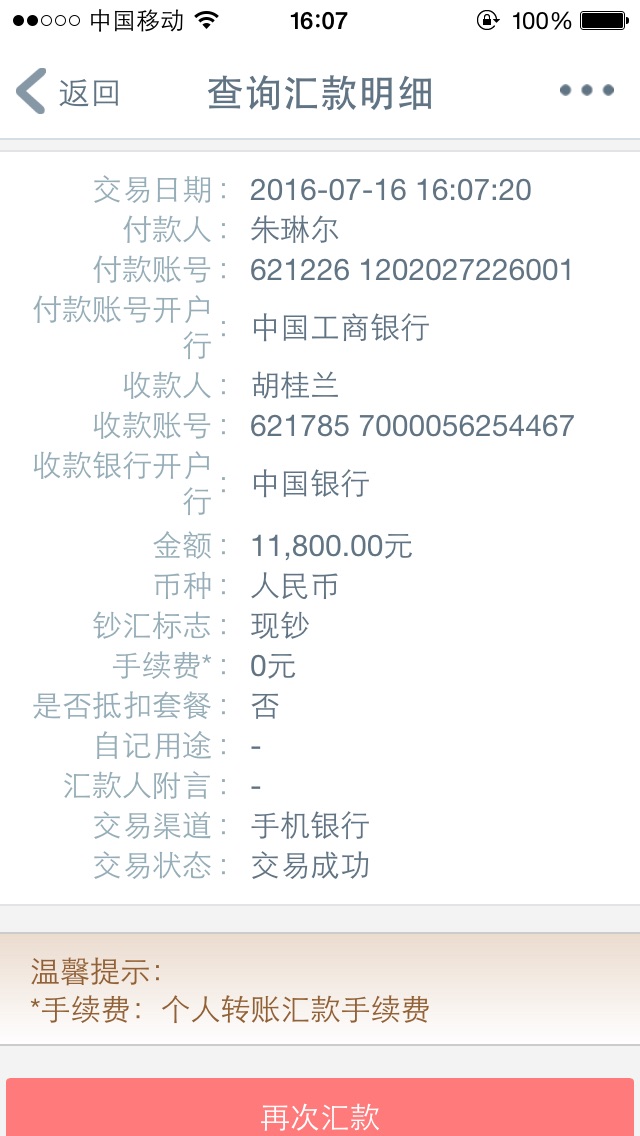 中国移动 16:07 100%
返回 查询汇款明细
交易日期： 2016-07-16 16:07:20
付款人： 朱琳尔
付款账号： 621226 1202027226001
付款账号开户
行： 中国工商银行
收款人： 胡桂兰
收款账号： 621785 7000056254467
收款银行开户
行： 中国银行
金额： 11,800.00元
币种： 人民币
钞汇标志： 现钞
手续费*： 0元
是否抵扣套餐： 否
自记用途： -
汇款人附言： -
交易渠道： 手机银行
交易状态： 交易成功
温馨提示：
*手续费：个人转账汇款手续费
再次汇款